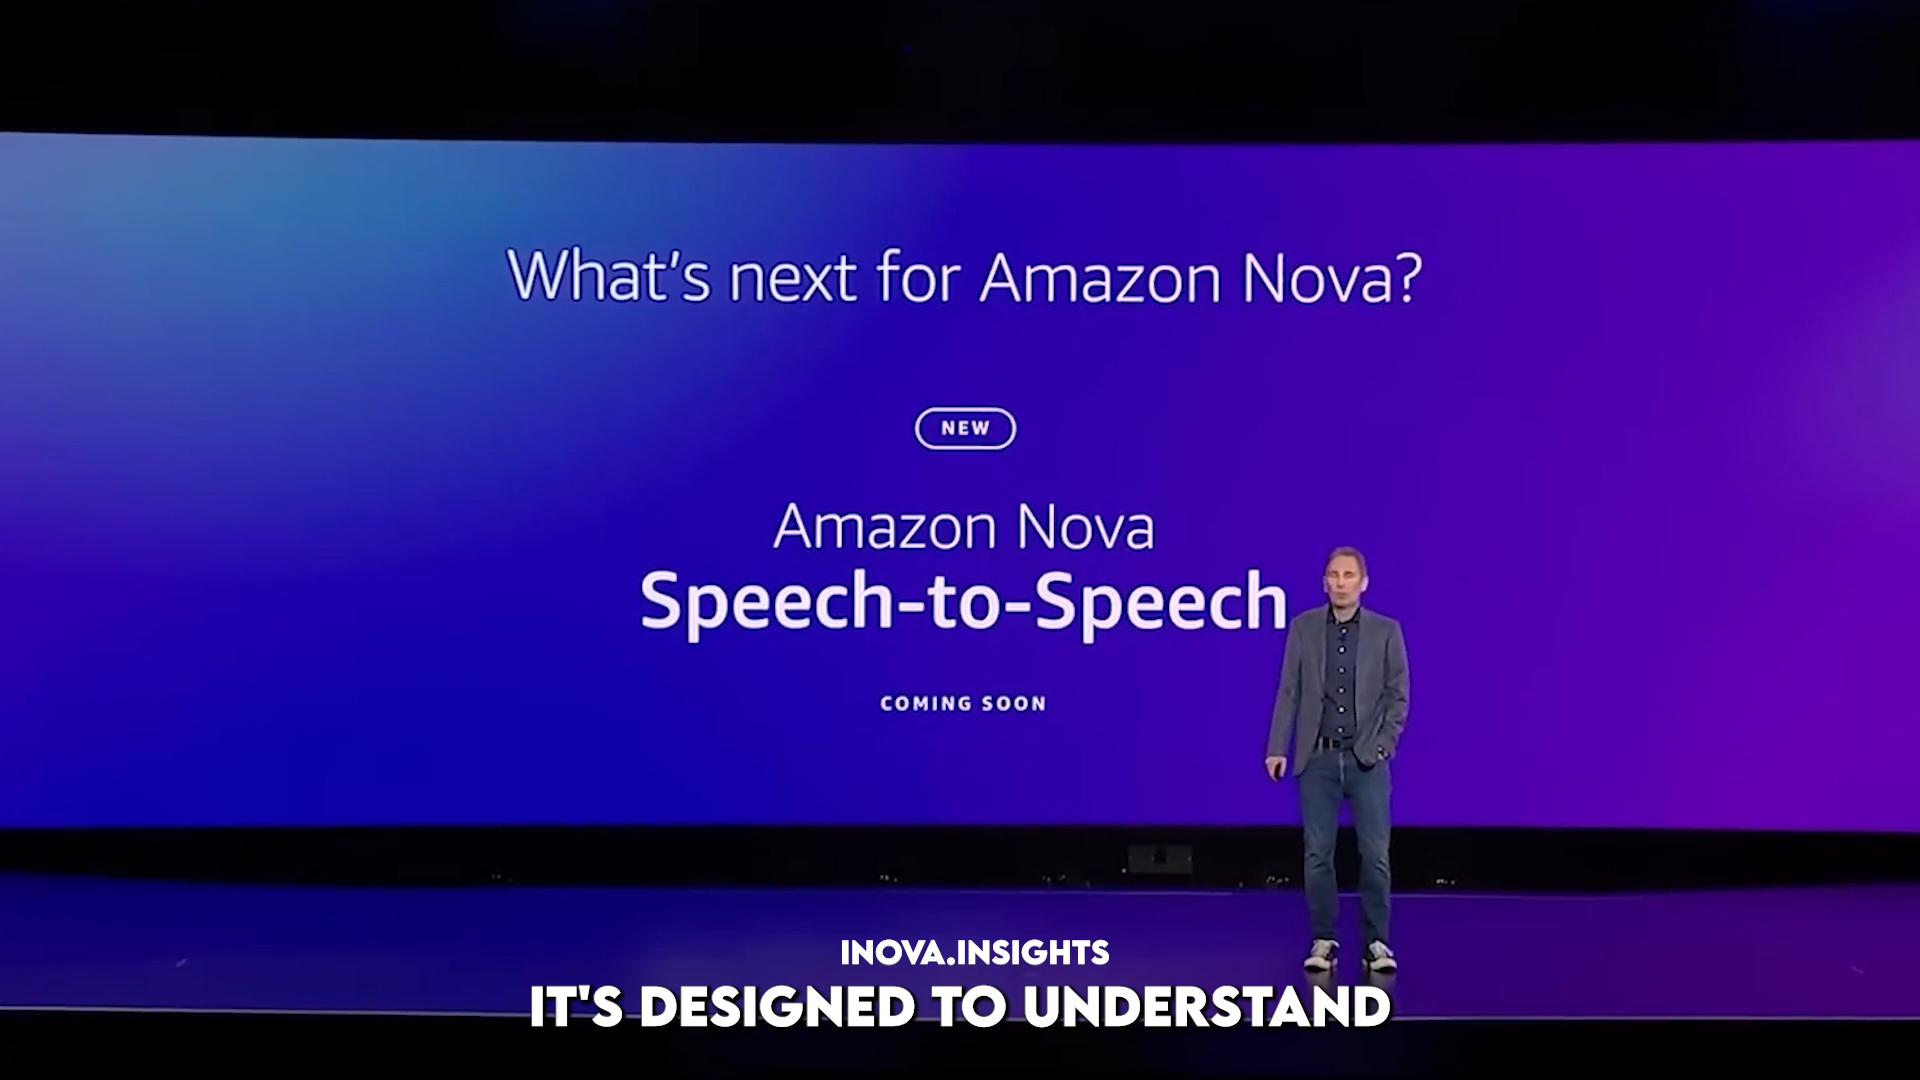 What's next for Amazon Nova?
NEW
Amazon Nova
Speech-to-Speech
COMING SOON
INOVA.INSIGHTS
IT'S DESIGNED TO UNDERSTAND